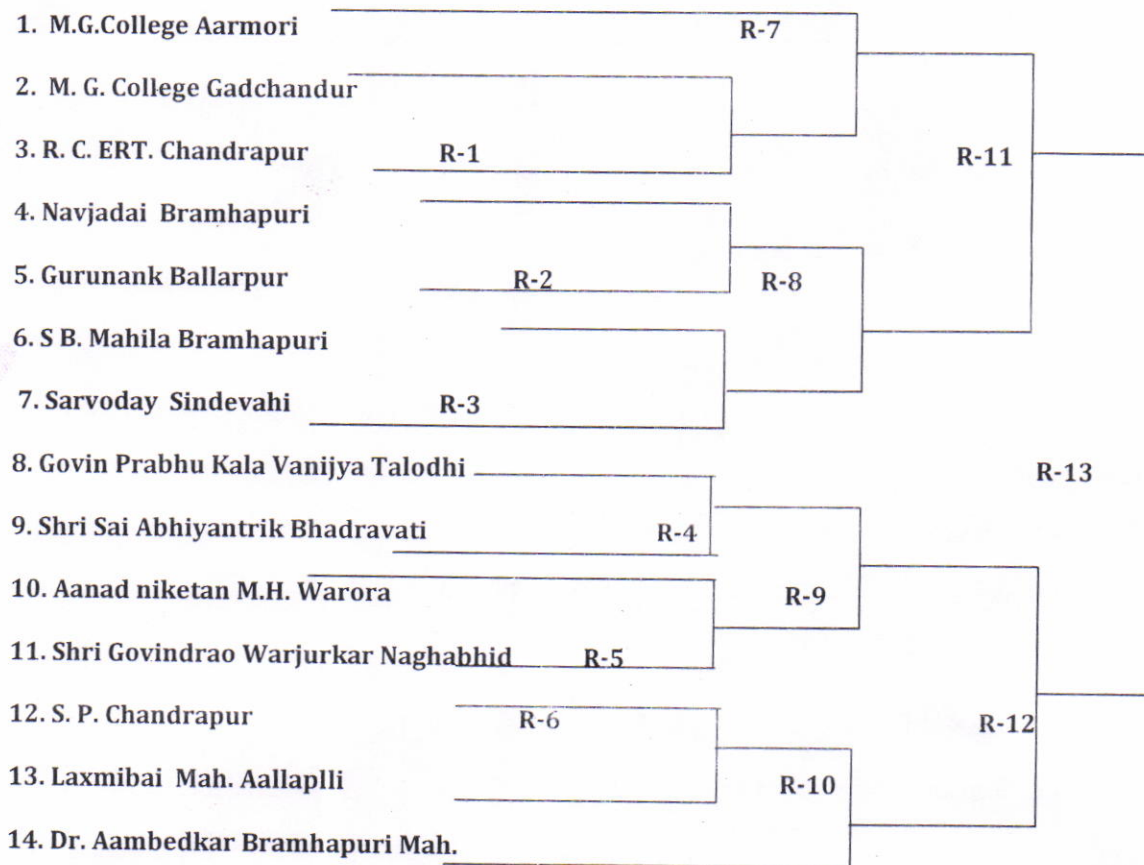 1. M.G.College Aarmori R-7
2. M. G. College Gadchandur
3. R. C. ERT. Chandrapur R-1 R-11
4. Navjadai Bramhapuri
5. Gurunank Ballarpur R-2 R-8
6. S B. Mahila Bramhapuri
7. Sarvoday Sindevahi R-3
8. Govin Prabhu Kala Vanijya Talodhi R-13
9. Shri Sai Abhiyantrik Bhadravati R-4
10. Aanad niketan M.H. Warora R-9
11. Shri Govindrao Warjurkar Naghabhid R-5
12. S. P. Chandrapur R-6 R-12
13. Laxmibai Mah. Aallaplli R-10
14. Dr. Aambedkar Bramhapuri Mah.